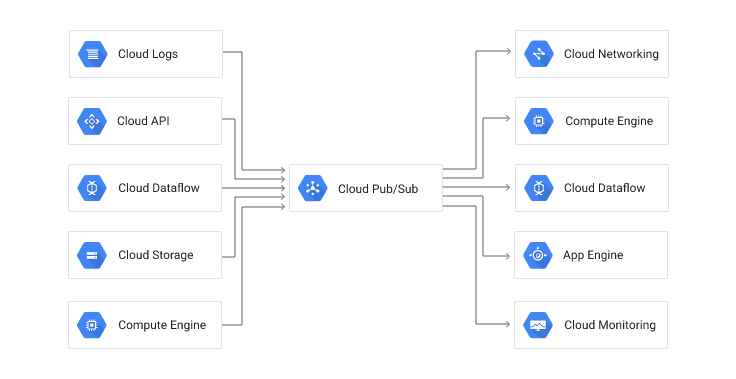 Cloud Logs
Cloud API
Cloud Dataflow
Cloud Storage
Compute Engine
Cloud Pub/Sub
Cloud Networking
Compute Engine
Cloud Dataflow
App Engine
Cloud Monitoring